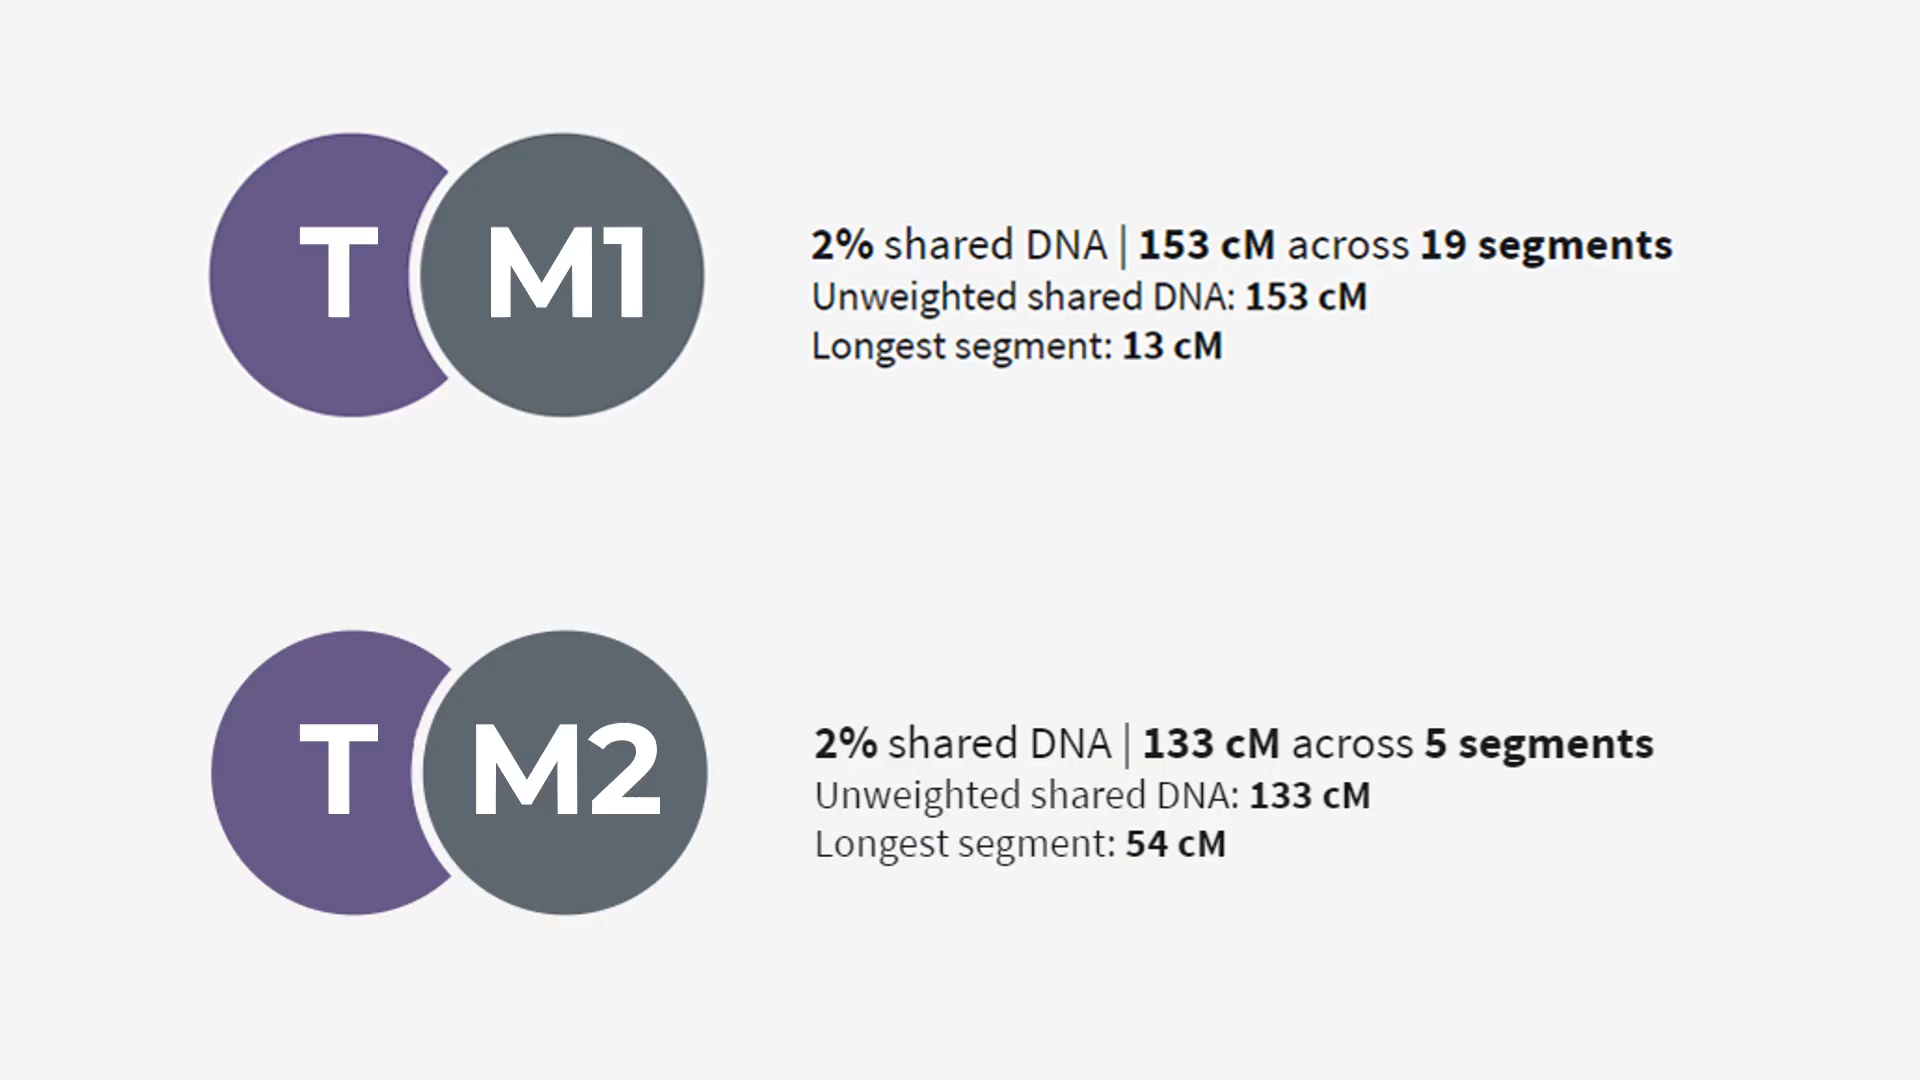 T M1
2% shared DNA | 153 cM across 19 segments
Unweighted shared DNA: 153 cM
Longest segment: 13 cM
T M2
2% shared DNA | 133 cM across 5 segments
Unweighted shared DNA: 133 cM
Longest segment: 54 cM